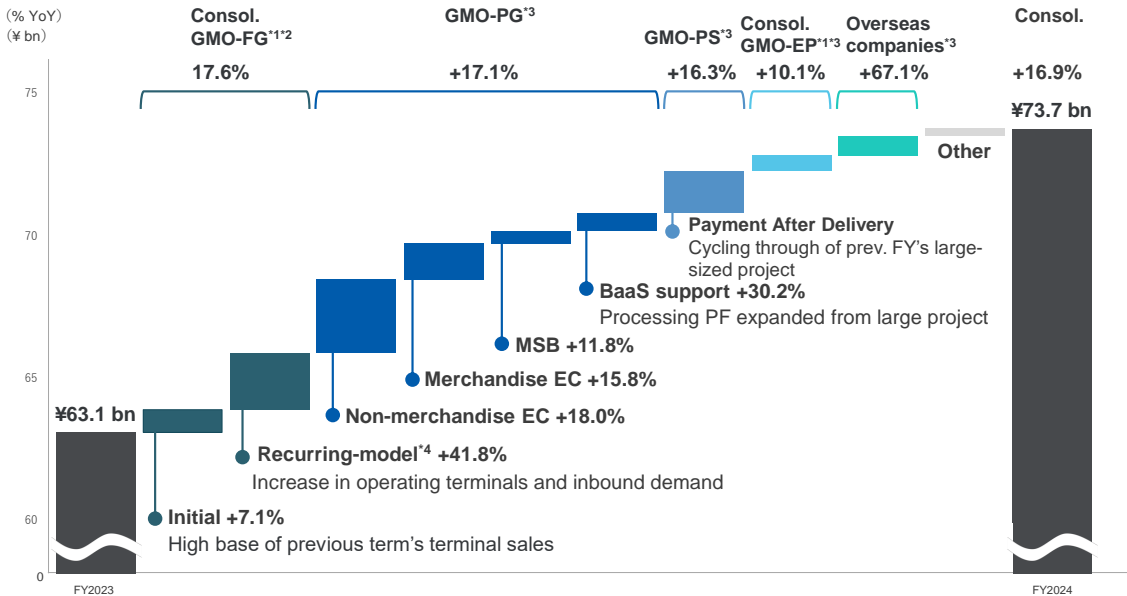 (% YoY)
(¥ bn)
Consol.
GMO-FG*1*2
GMO-PG*3
GMO-PS*3
Consol.
GMO-EP*1*3
Overseas
companies*3
Consol.
17.6%
+17.1%
+16.3%
+10.1%
+67.1%
+16.9%
75
¥73.7 bn
Other
70
Payment After Delivery
Cycling through of prev. FY's large-
sized project
BaaS support +30.2%
Processing PF expanded from large project
MSB +11.8%
65
Merchandise EC +15.8%
¥63.1 bn
Non-merchandise EC +18.0%
Recurring-model*4 +41.8%
Increase in operating terminals and inbound demand
60
Initial +7.1%
High base of previous term's terminal sales
0
FY2023
FY2024